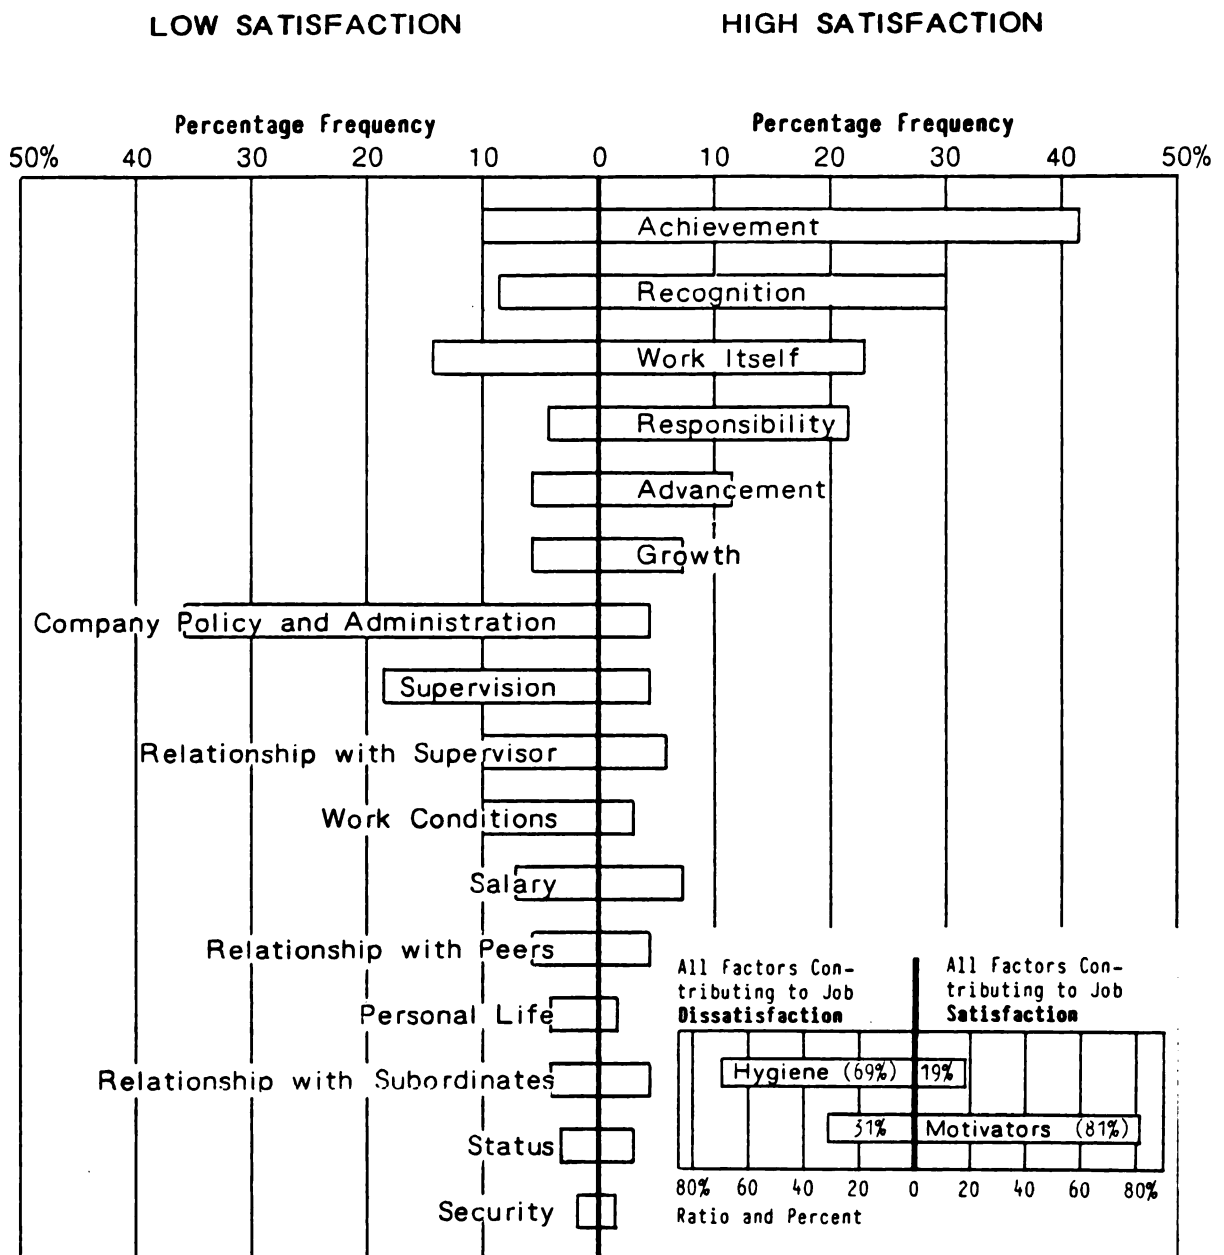 LOW SATISFACTION
HIGH SATISFACTION
Percentage Frequency
Percentage Frequency
50% 40 30 20 10 0 10 20 30 40 50%
Achievement
Recognition
Work Itself
Responsibility
Advancement
Growth
Company Policy and Administration
Supervision
Relationship with Supervisor
Work Conditions
Salary
Relationship with Peers
Personal Life
Relationship with Subordinates
Status
Security
All Factors Con-
tributing to Job
Dissatisfaction
All Factors Con-
tributing to Job
Satisfaction
Hygiene (69%) 19%
31% Motivators (81%)
80% 60 40 20 0 20 40 60 80%
Ratio and Percent